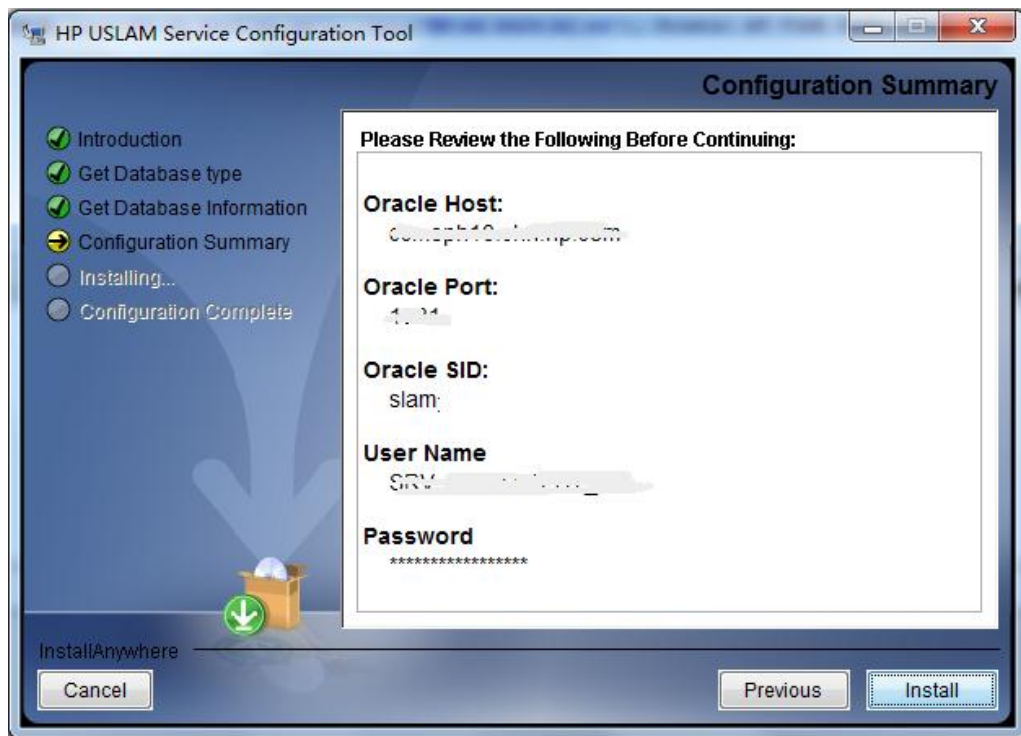 HP USLAM Service Configuration Tool
Configuration Summary
Introduction
Get Database type
Get Database Information
Configuration Summary
Installing...
Configuration Complete
Please Review the Following Before Continuing:
Oracle Host:
Oracle Port:
Oracle SID:
slam
User Name
Password
*****************
InstallAnywhere
Cancel
Previous
Install